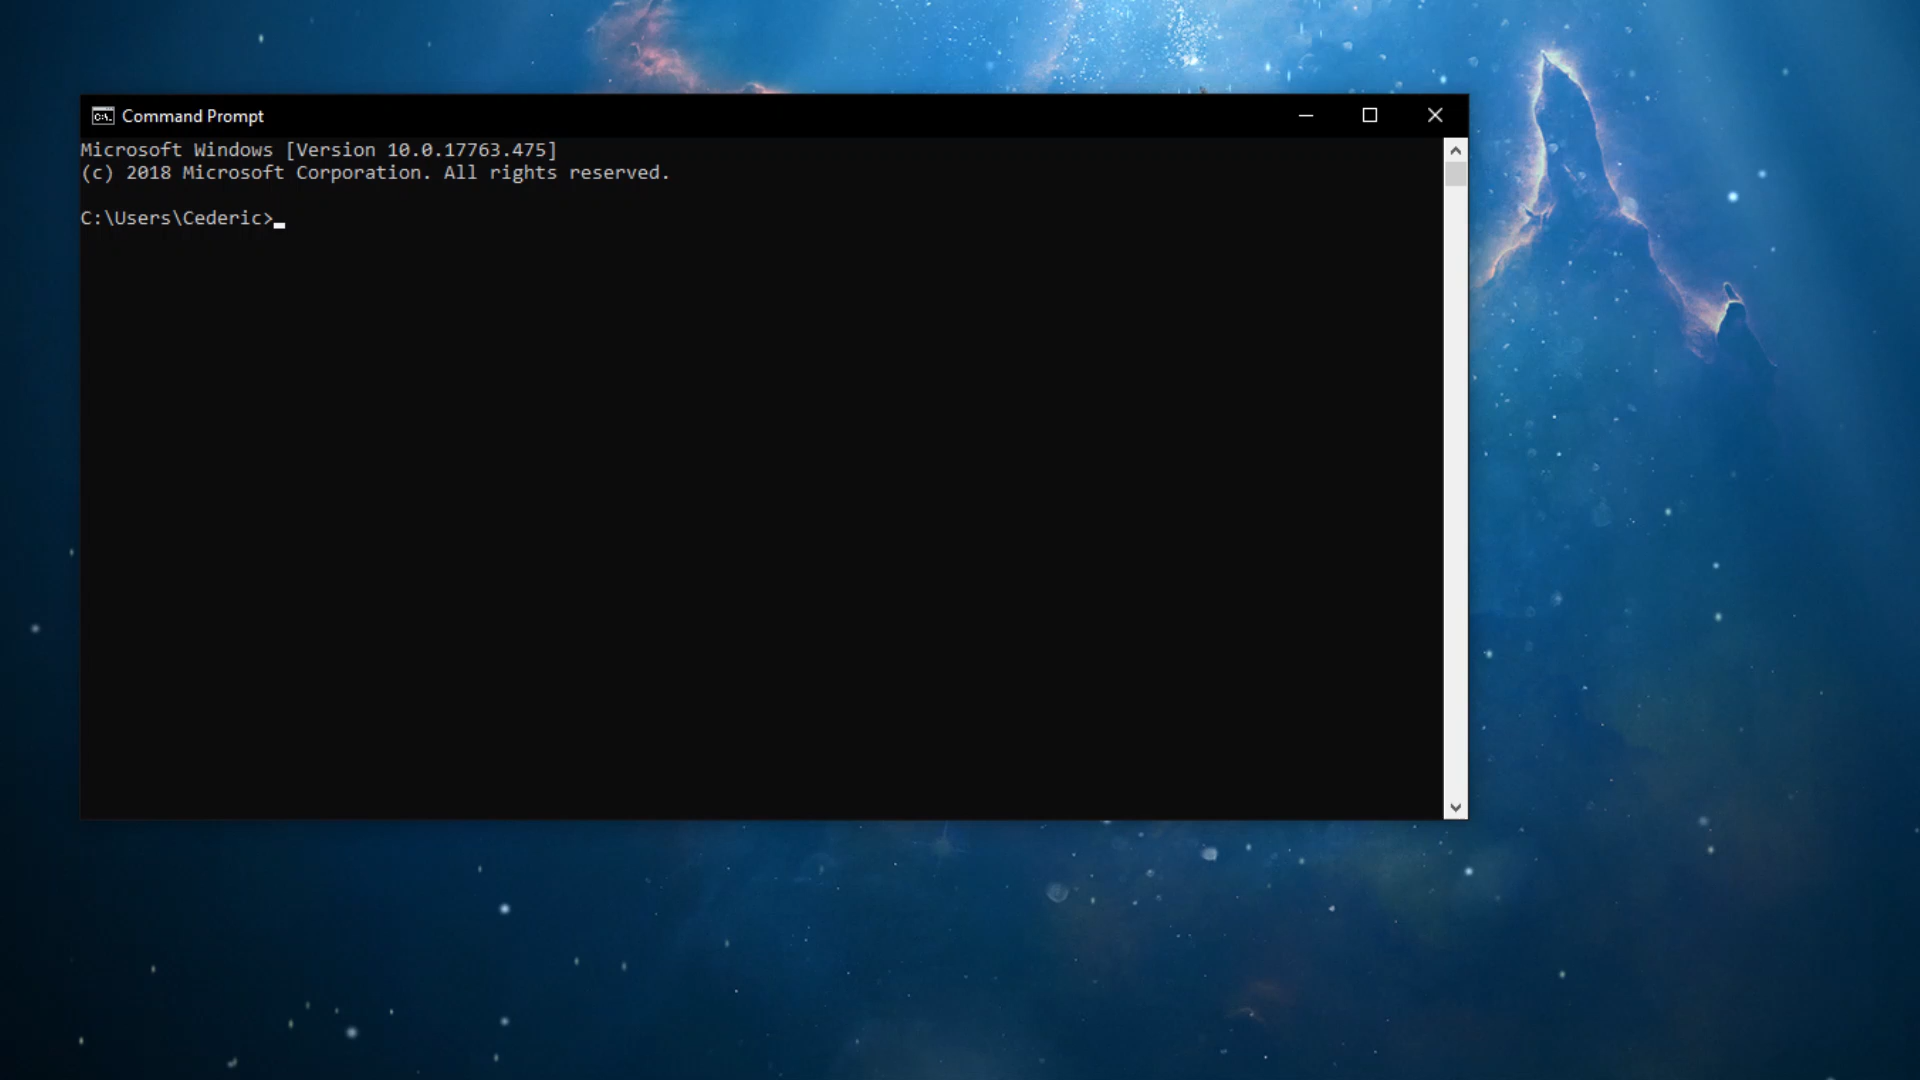 Command Prompt
Microsoft Windows [Version 10.0.17763.475]
(c) 2018 Microsoft Corporation. All rights reserved.
C:\Users\Cederic>